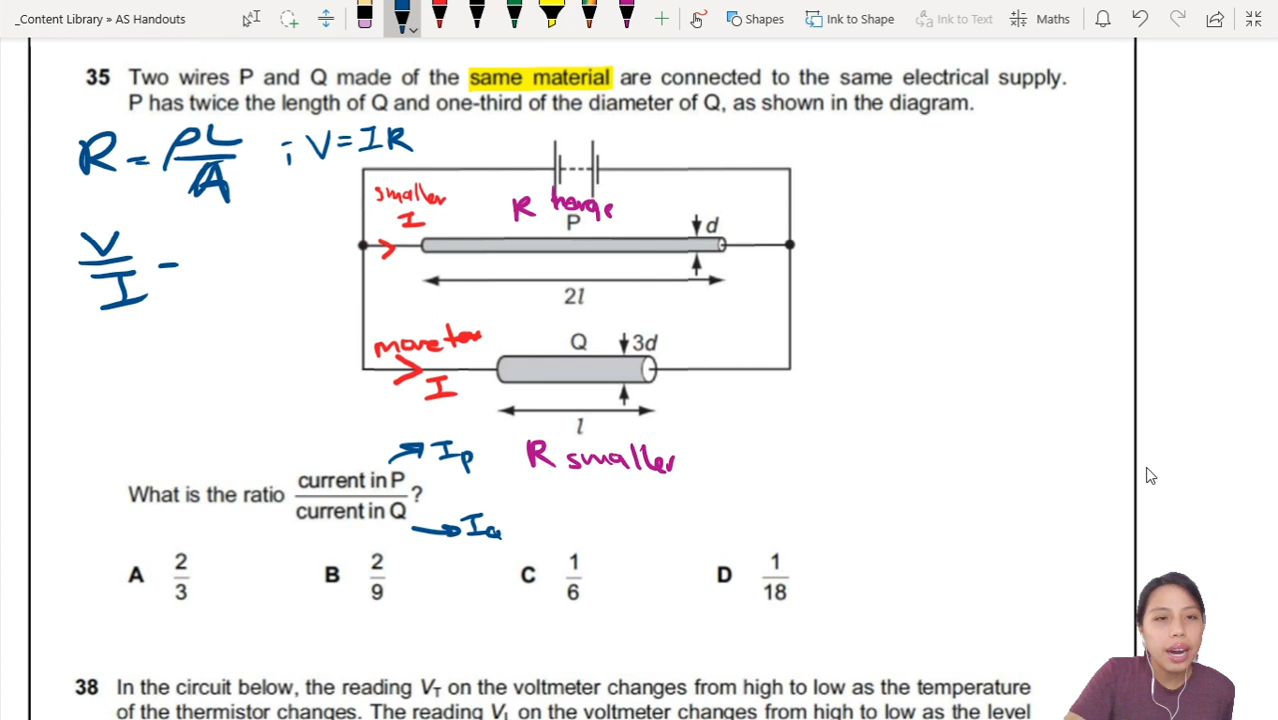 _Content Library » AS Handouts
Shapes
Ink to Shape
Ink to Text
Maths
35 Two wires P and Q made of the same material are connected to the same electrical supply.
P has twice the length of Q and one-third of the diameter of Q, as shown in the diagram.
R = ρL/A ; V = IR
V/I =
smaller
I
R large
P
d
2l
Q
3d
I
l
R smaller
Ip
What is the ratio current in P / current in Q ?
IQ
A 2/3 B 2/9 C 1/6 D 1/18
38 In the circuit below, the reading VT on the voltmeter changes from high to low as the temperature
of the thermistor changes. The reading VL on the voltmeter changes from high to low as the level